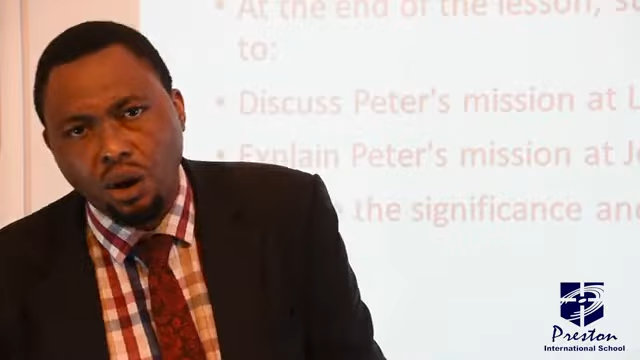 • At the end of the lesson,
to:
• Discuss Peter's mission at
• Explain Peter's mission at
the significance
Preston
International School